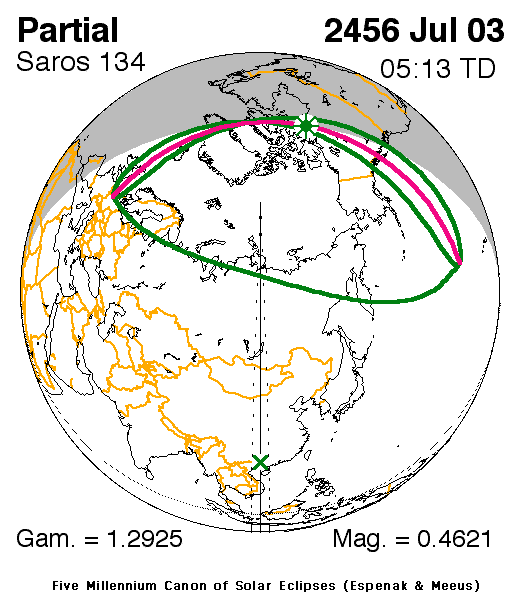 Partial
2456 Jul 03
Saros 134
05:13 TD
Gam. = 1.2925
Mag. = 0.4621
Five Millennium Canon of Solar Eclipses (Espenak & Meeus)